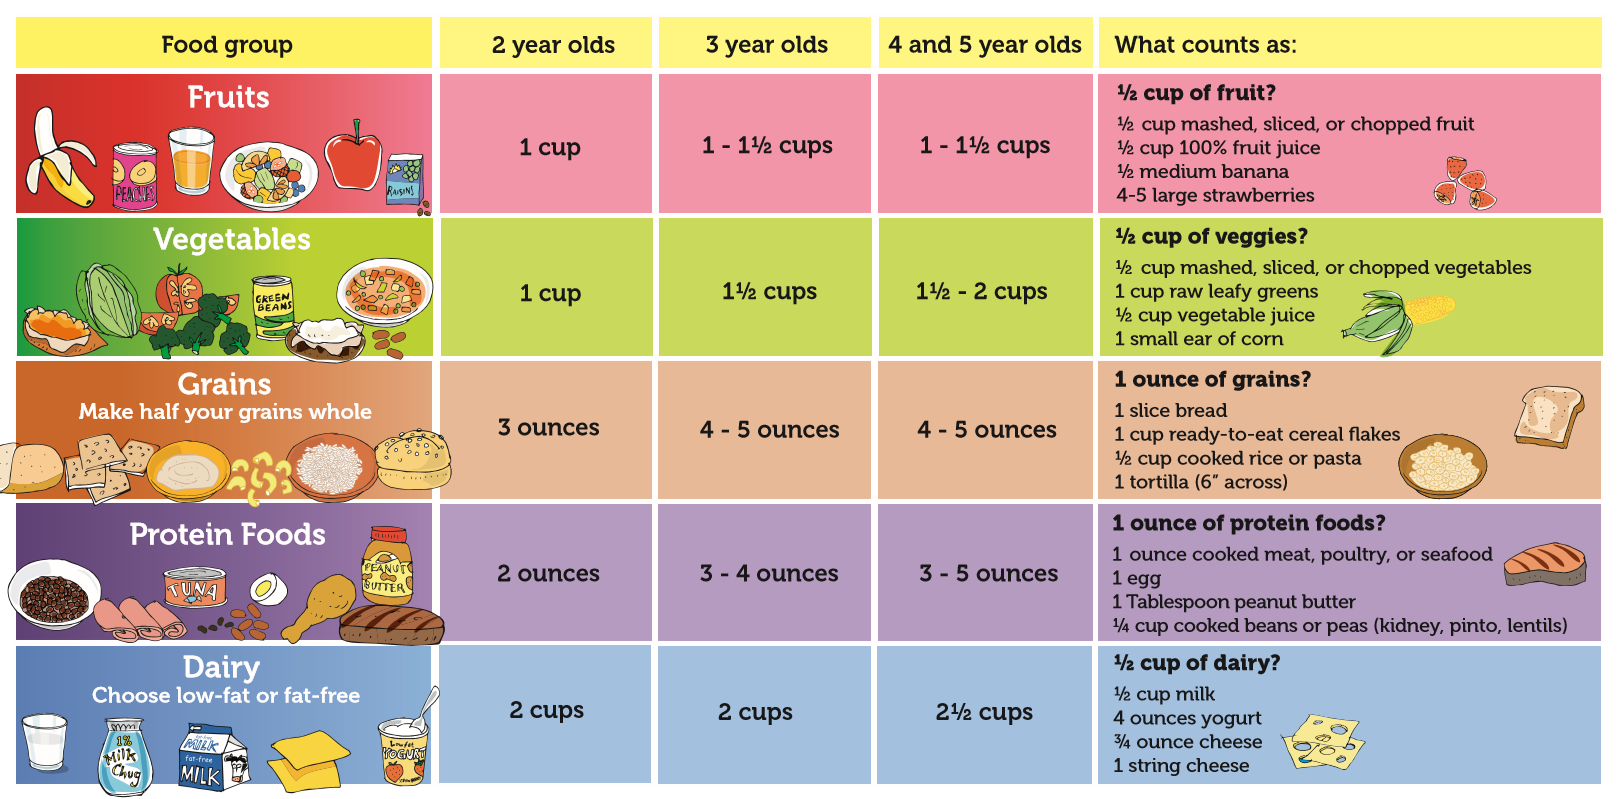 Food group
2 year olds
3 year olds
4 and 5 year olds
What counts as:
Fruits
PEACHES
RAISINS
1 cup
1 - 1½ cups
1 - 1½ cups
½ cup of fruit?
½ cup mashed, sliced, or chopped fruit
½ cup 100% fruit juice
½ medium banana
4-5 large strawberries
Vegetables
GREEN
BEANS
1 cup
1½ cups
1½ - 2 cups
½ cup of veggies?
½ cup mashed, sliced, or chopped vegetables
1 cup raw leafy greens
½ cup vegetable juice
1 small ear of corn
Grains
Make half your grains whole
3 ounces
4 - 5 ounces
4 - 5 ounces
1 ounce of grains?
1 slice bread
1 cup ready-to-eat cereal flakes
½ cup cooked rice or pasta
1 tortilla (6″ across)
Protein Foods
TUNA
PEANUT
BUTTER
2 ounces
3 - 4 ounces
3 - 5 ounces
1 ounce of protein foods?
1 ounce cooked meat, poultry, or seafood
1 egg
1 Tablespoon peanut butter
¼ cup cooked beans or peas (kidney, pinto, lentils)
Dairy
Choose low-fat or fat-free
1%
Milk
Chug
fat-free
MILK
fat-free
MILK
Lowfat
YOGURT
2 cups
2 cups
2½ cups
½ cup of dairy?
½ cup milk
4 ounces yogurt
¾ ounce cheese
1 string cheese